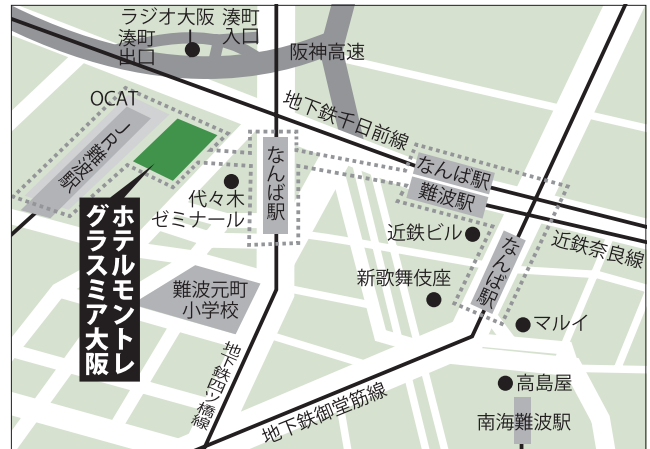 ラジオ大阪
湊町
入口
湊町
出口
阪神高速
OCAT
地下鉄千日前線
JR難波駅
なんば駅
なんば駅
難波駅
代々木
ゼミナール
近鉄ビル
なんば駅
近鉄奈良線
ホテルモントレ
グラスミア大阪
新歌舞伎座
難波元町
小学校
マルイ
地下鉄四ツ橋線
高島屋
地下鉄御堂筋線
南海難波駅